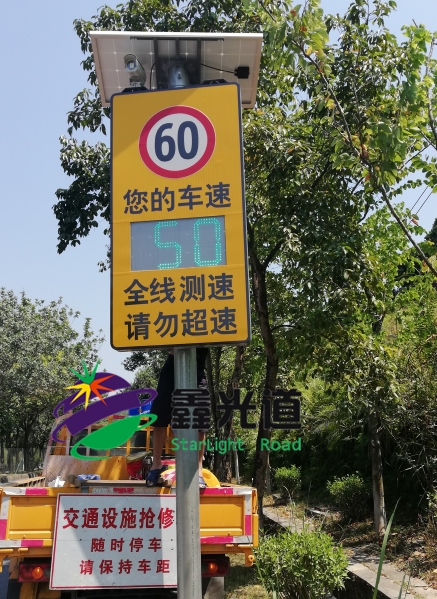 60
您的车速
50
全线测速
请勿超速
鑫光道
StarLight Road
交通设施抢修
随时停车
请保持车距